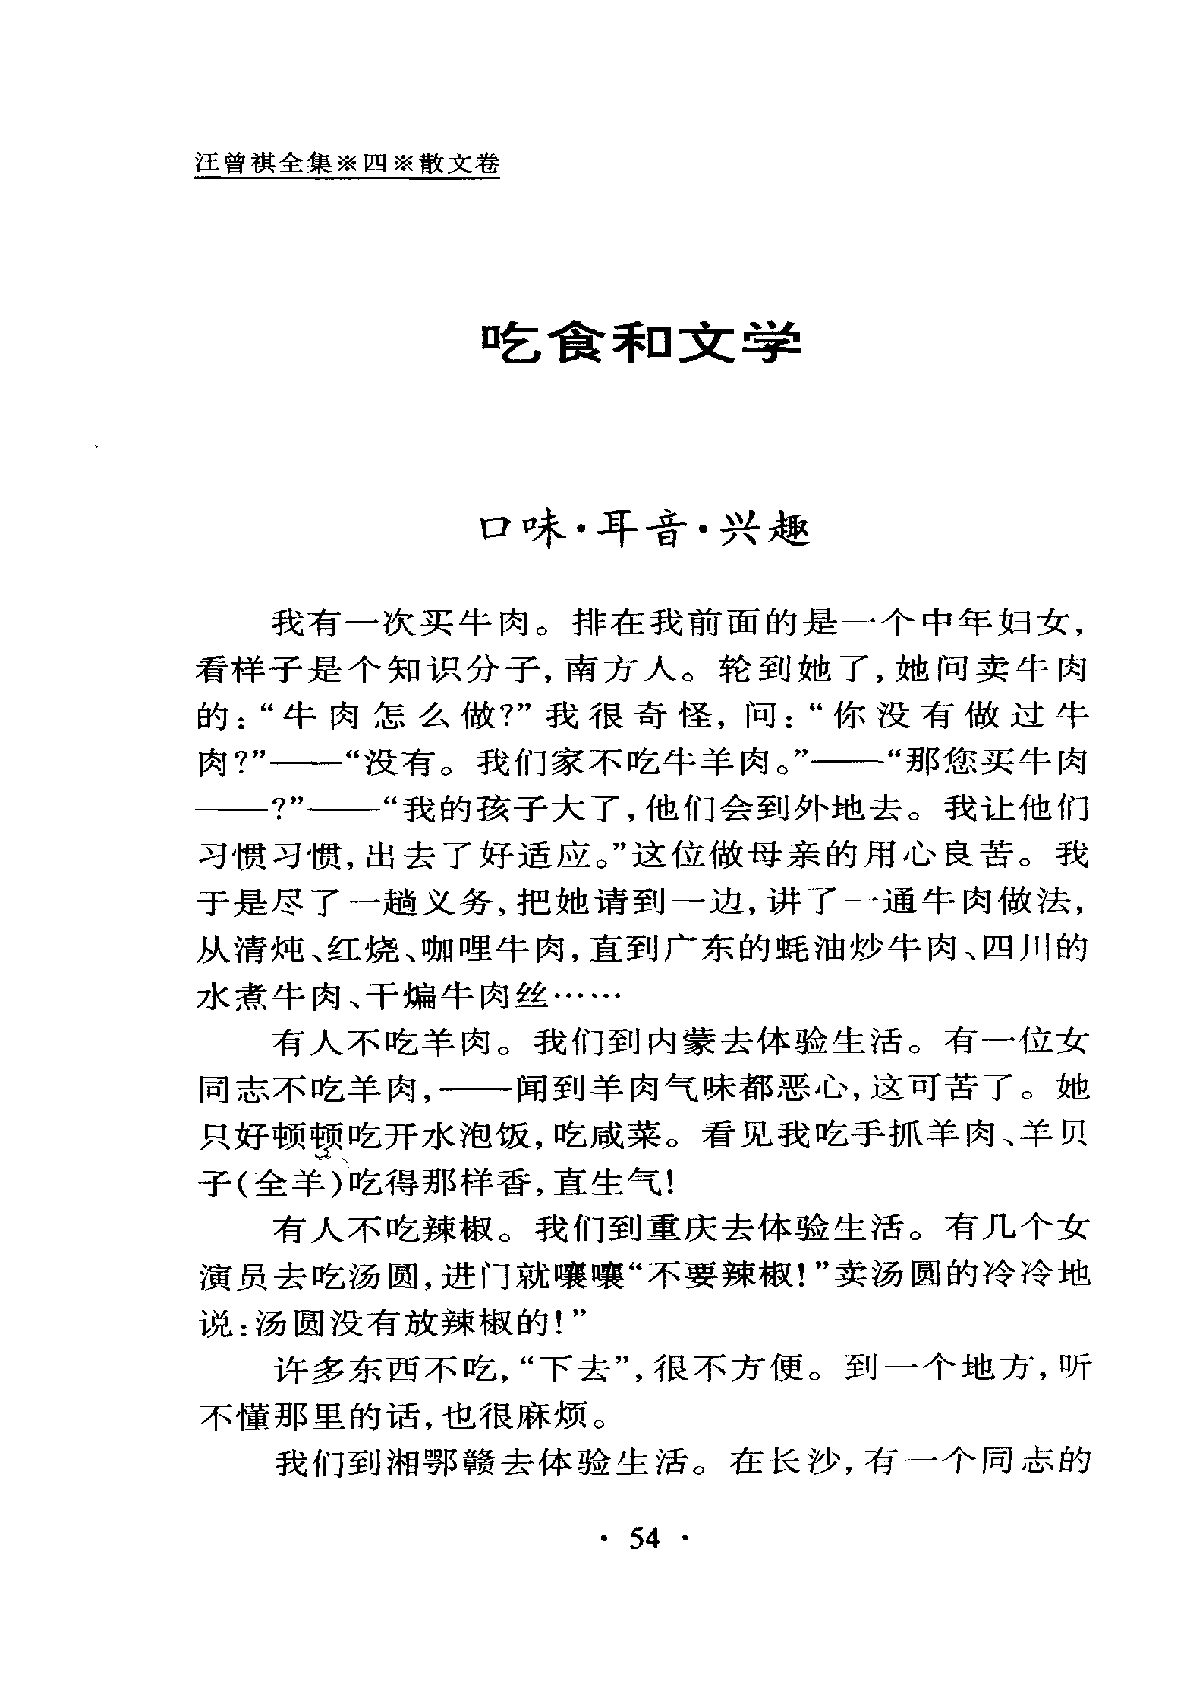 汪曾祺全集※四※散文卷
吃食和文学
口味·耳音·兴趣
我有一次买牛肉。排在我前面的是一个中年妇女，
看样子是个知识分子，南方人。轮到她了，她问卖牛肉
的：“牛肉怎么做?”我很奇怪，问：“你没有做过牛
肉?”——“没有。我们家不吃牛羊肉。”——“那您买牛肉
——?”——“我的孩子大了，他们会到外地去。我让他们
习惯习惯，出去了好适应。”这位做母亲的用心良苦。我
于是尽了一趟义务、把她请到一边，讲了一通牛肉做法，
从清炖、红烧、咖哩牛肉，直到广东的蚝油炒牛肉、四川的
水煮牛肉、干煸牛肉丝……
有人不吃羊肉。我们到内蒙去体验生活。有一位女
同志不吃羊肉，——闻到羊肉气味都恶心，这可苦了。她
只好顿顿吃开水泡饭，吃咸菜。看见我吃手抓羊肉、羊贝
子(全羊)吃得那样香，直生气!
有人不吃辣椒。我们到重庆去体验生活。有几个女
演员去吃汤圆，进门就嚷嚷“不要辣椒!”卖汤圆的冷冷地
说：汤圆没有放辣椒的!”
许多东西不吃，“下去”，很不方便。到一个地方，听
不懂那里的话，也很麻烦。
我们到湘鄂赣去体验生活。在长沙，有一个同志的
· 54 ·